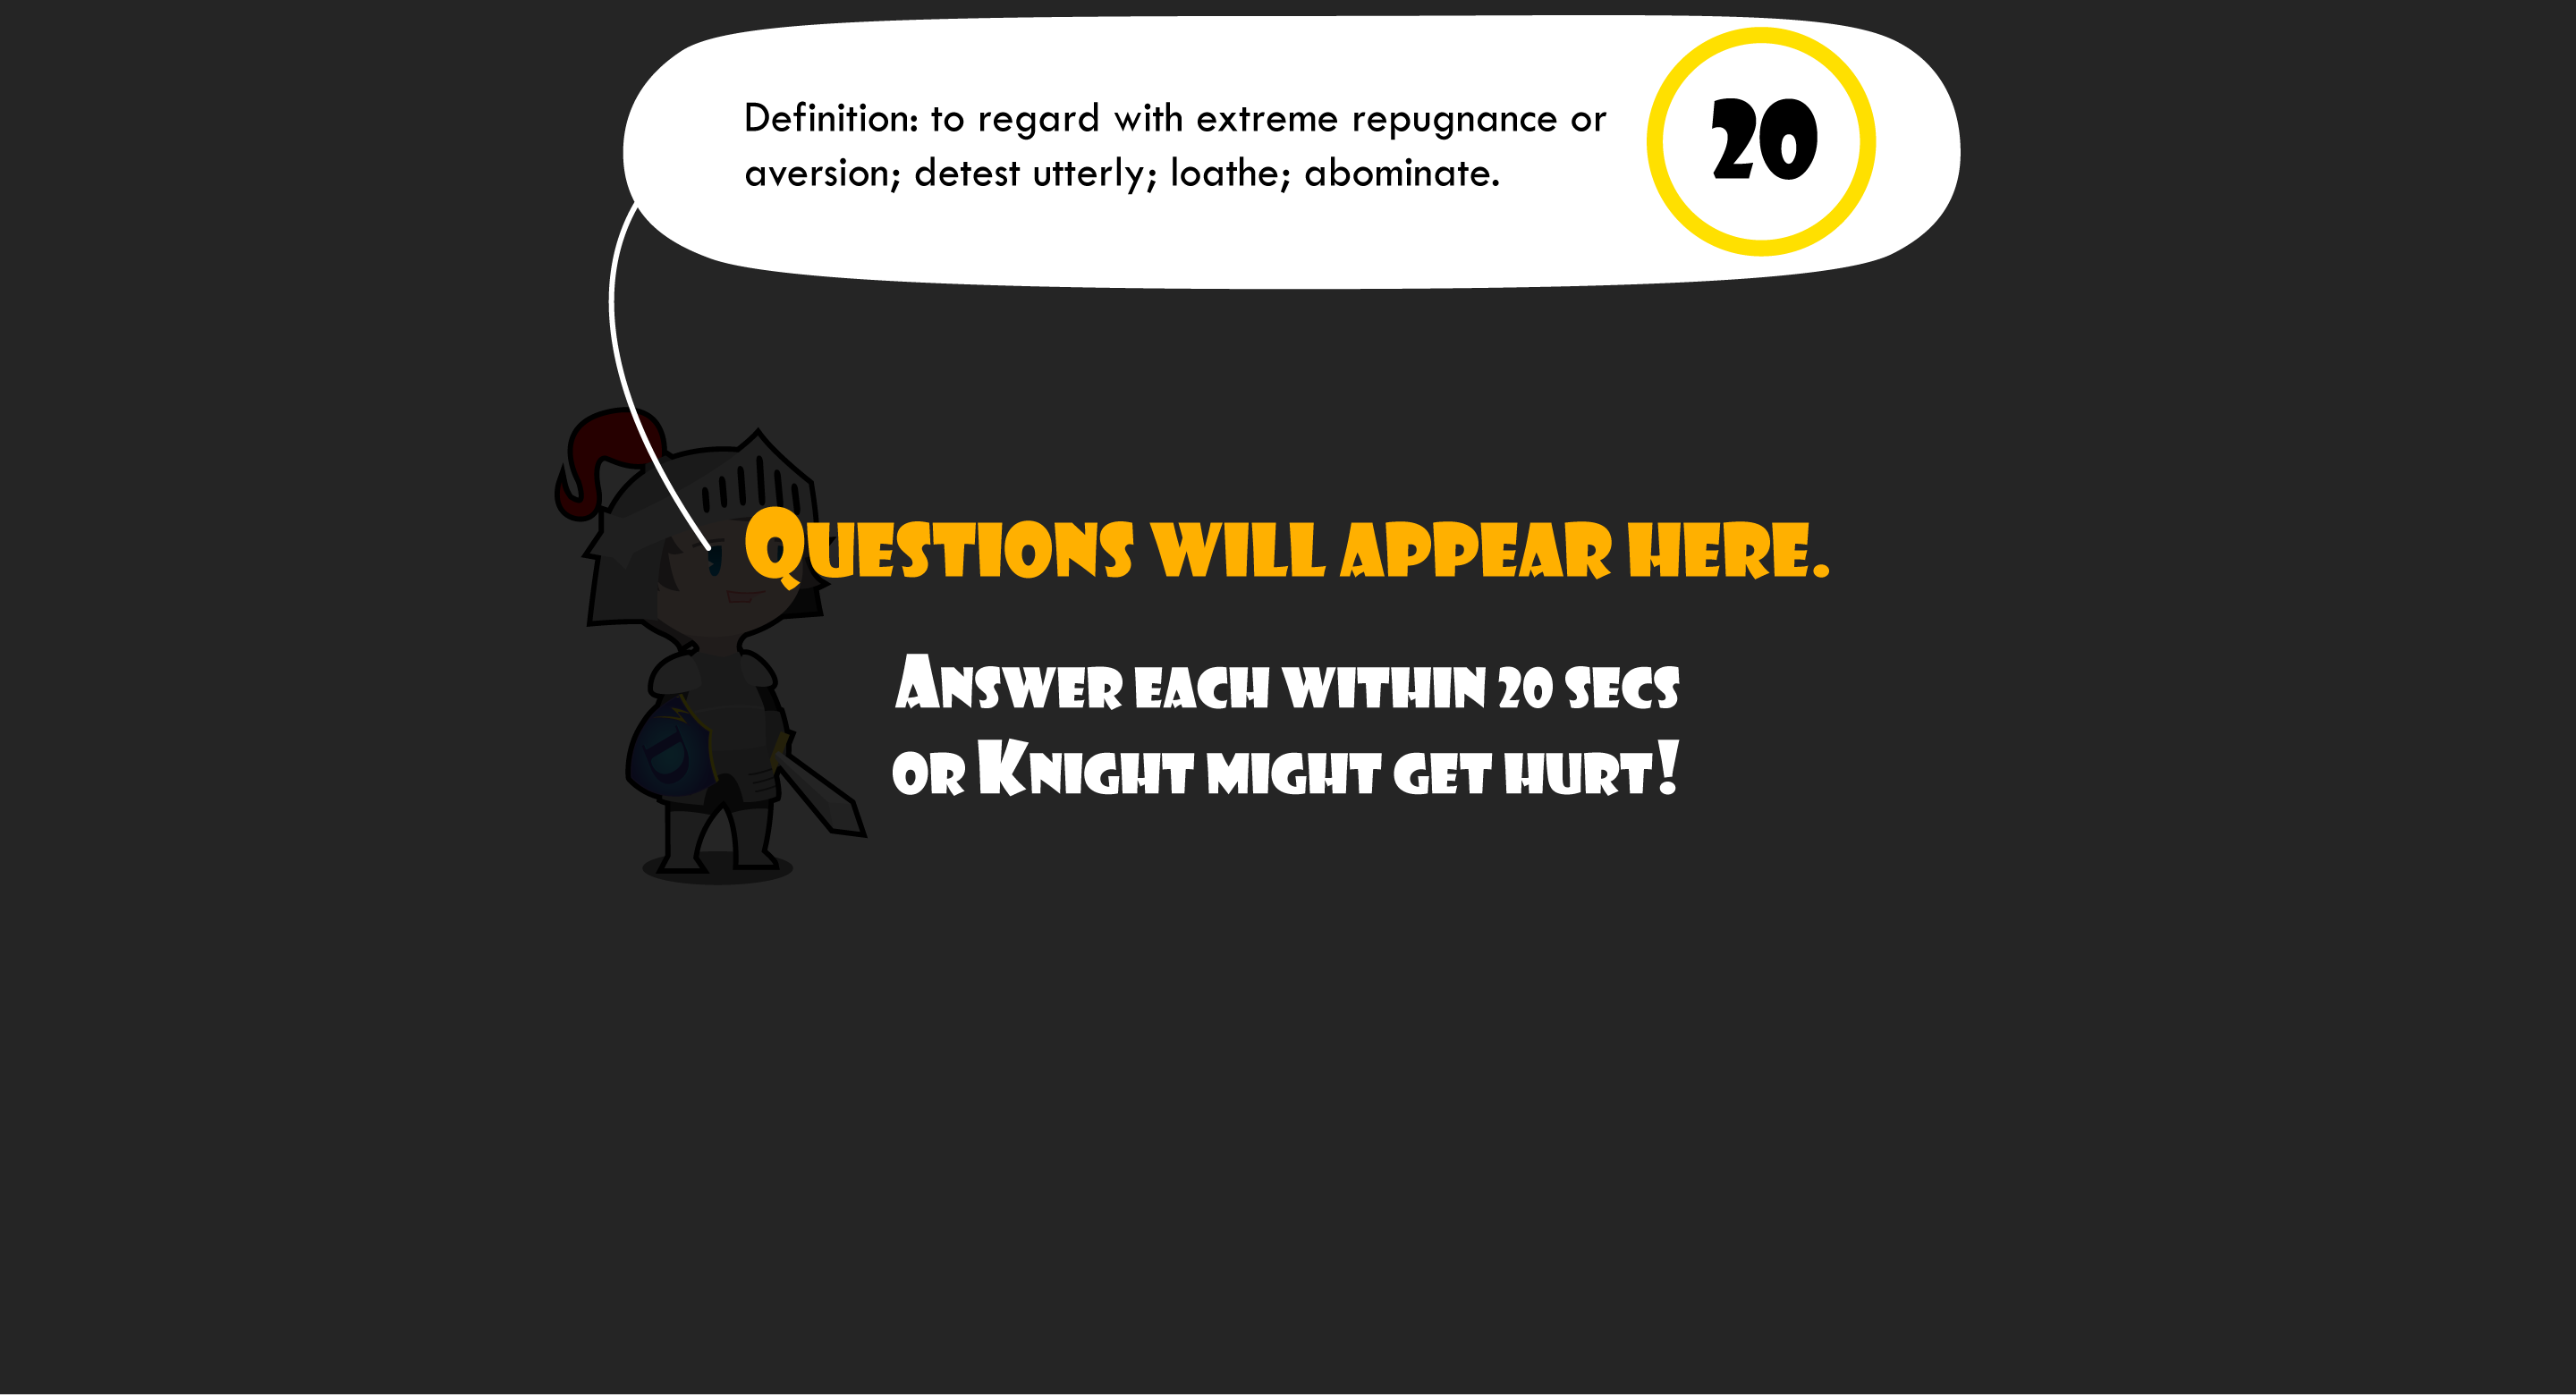 Definition: to regard with extreme repugnance or
aversion; detest utterly; loathe; abominate.
20
Questions will appear here.
Answer each within 20 secs
or Knight might get hurt!